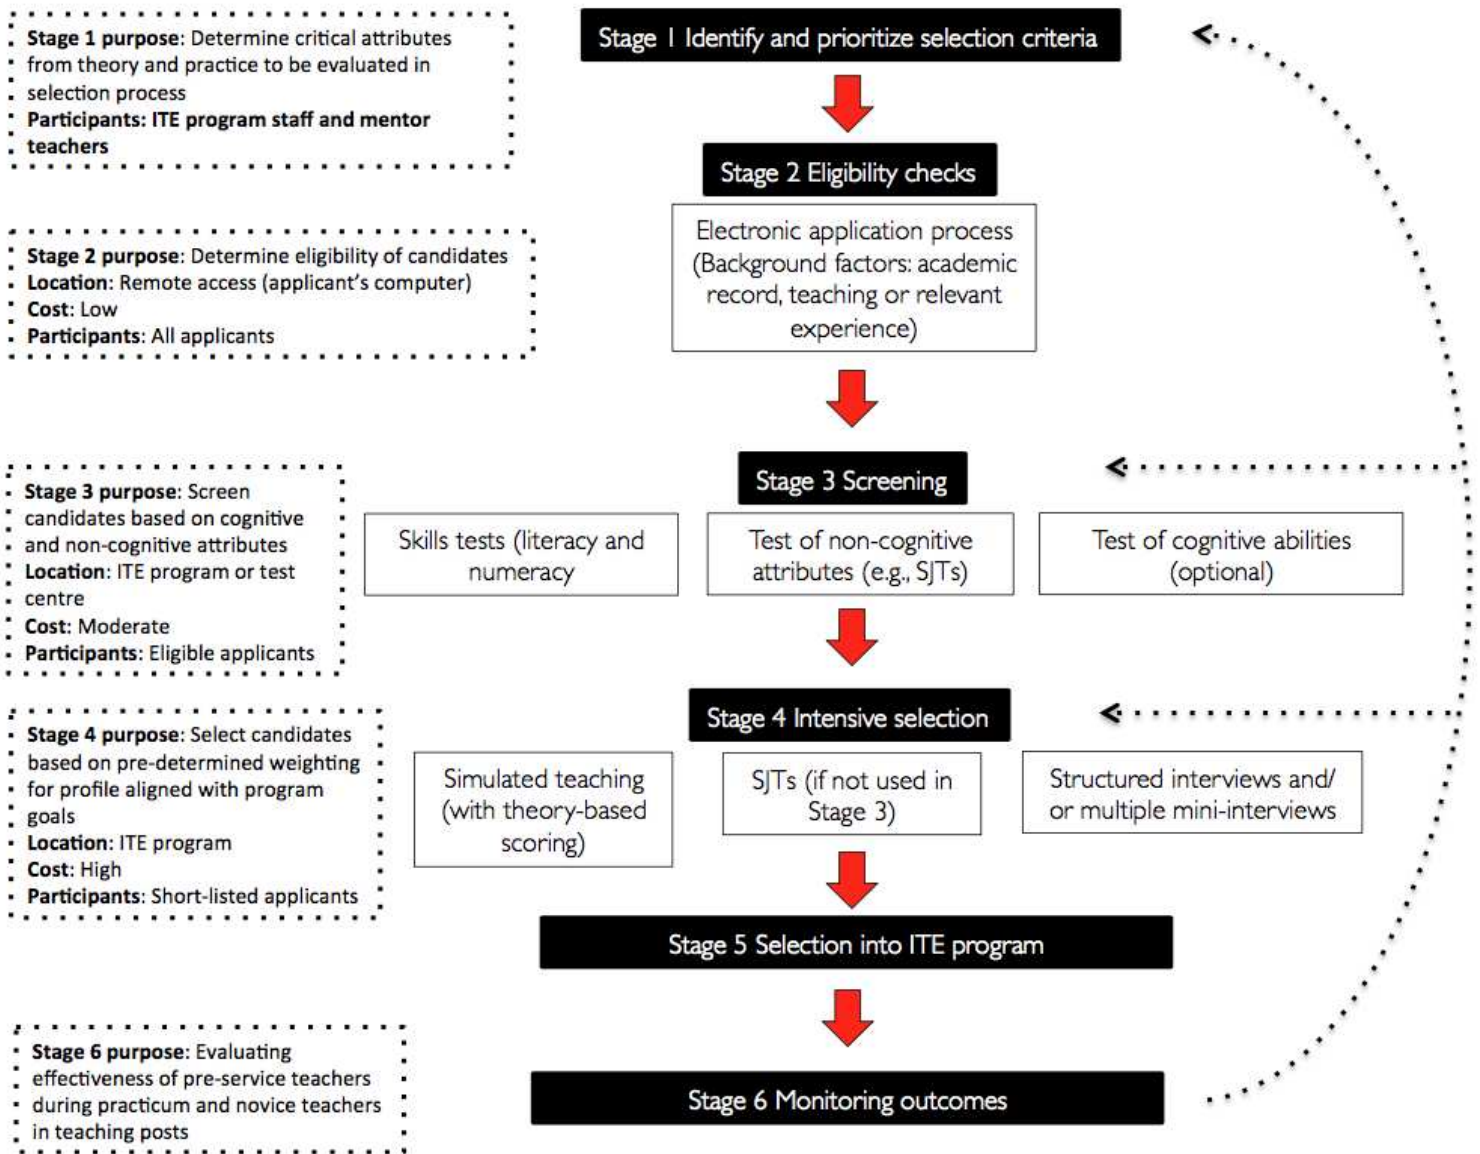 Stage 1 purpose: Determine critical attributes
from theory and practice to be evaluated in
selection process
Participants: ITE program staff and mentor
teachers
Stage 1 Identify and prioritize selection criteria
Stage 2 Eligibility checks
Stage 2 purpose: Determine eligibility of candidates
Location: Remote access (applicant's computer)
Cost: Low
Participants: All applicants
Electronic application process
(Background factors: academic
record, teaching or relevant
experience)
Stage 3 Screening
Stage 3 purpose: Screen
candidates based on cognitive
and non-cognitive attributes
Location: ITE program or test
centre
Cost: Moderate
Participants: Eligible applicants
Skills tests (literacy and
numeracy
Test of non-cognitive
attributes (e.g., SJTs)
Test of cognitive abilities
(optional)
Stage 4 Intensive selection
Stage 4 purpose: Select candidates
based on pre-determined weighting
for profile aligned with program
goals
Location: ITE program
Cost: High
Participants: Short-listed applicants
Simulated teaching
(with theory-based
scoring)
SJTs (if not used in
Stage 3)
Structured interviews and/
or multiple mini-interviews
Stage 5 Selection into ITE program
Stage 6 purpose: Evaluating
effectiveness of pre-service teachers
during practicum and novice teachers
in teaching posts
Stage 6 Monitoring outcomes